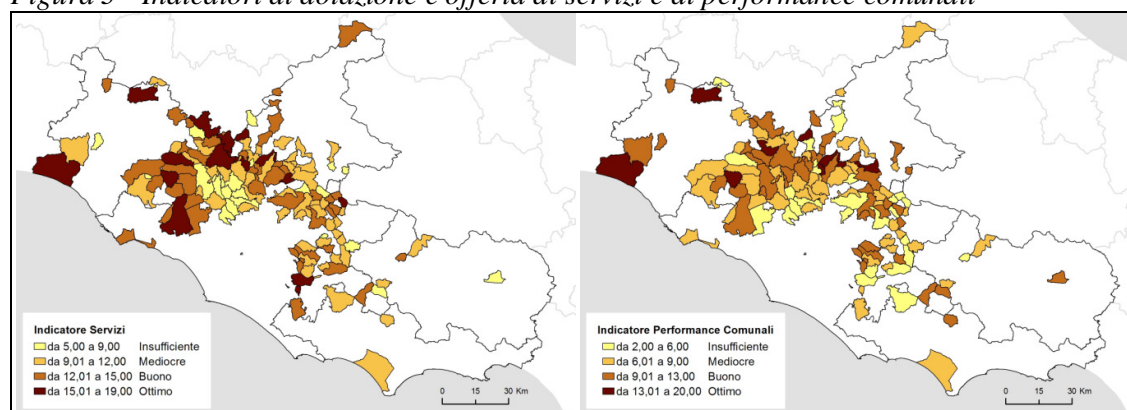 Figura 3 – Indicatori di dotazione e offerta di servizi e di performance comunali
Indicatore Servizi
da 5,00 a 9,00 Insufficiente
da 9,01 a 12,00 Mediocre
da 12,01 a 15,00 Buono
da 15,01 a 19,00 Ottimo
0 15 30 Km
Indicatore Performance Comunali
da 2,00 a 6,00 Insufficiente
da 6,01 a 9,00 Mediocre
da 9,01 a 13,00 Buono
da 13,01 a 20,00 Ottimo
0 15 30 Km